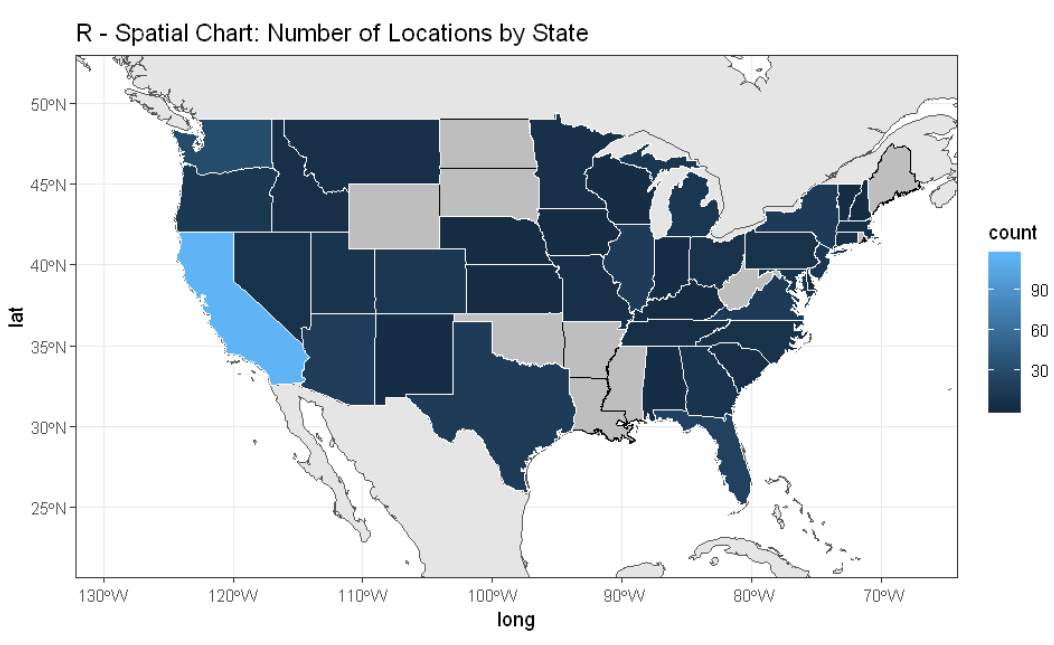 R - Spatial Chart: Number of Locations by State
50°N
45°N
40°N
35°N
30°N
25°N
lat
130°W
120°W
110°W
100°W
90°W
80°W
70°W
long
count
90
60
30